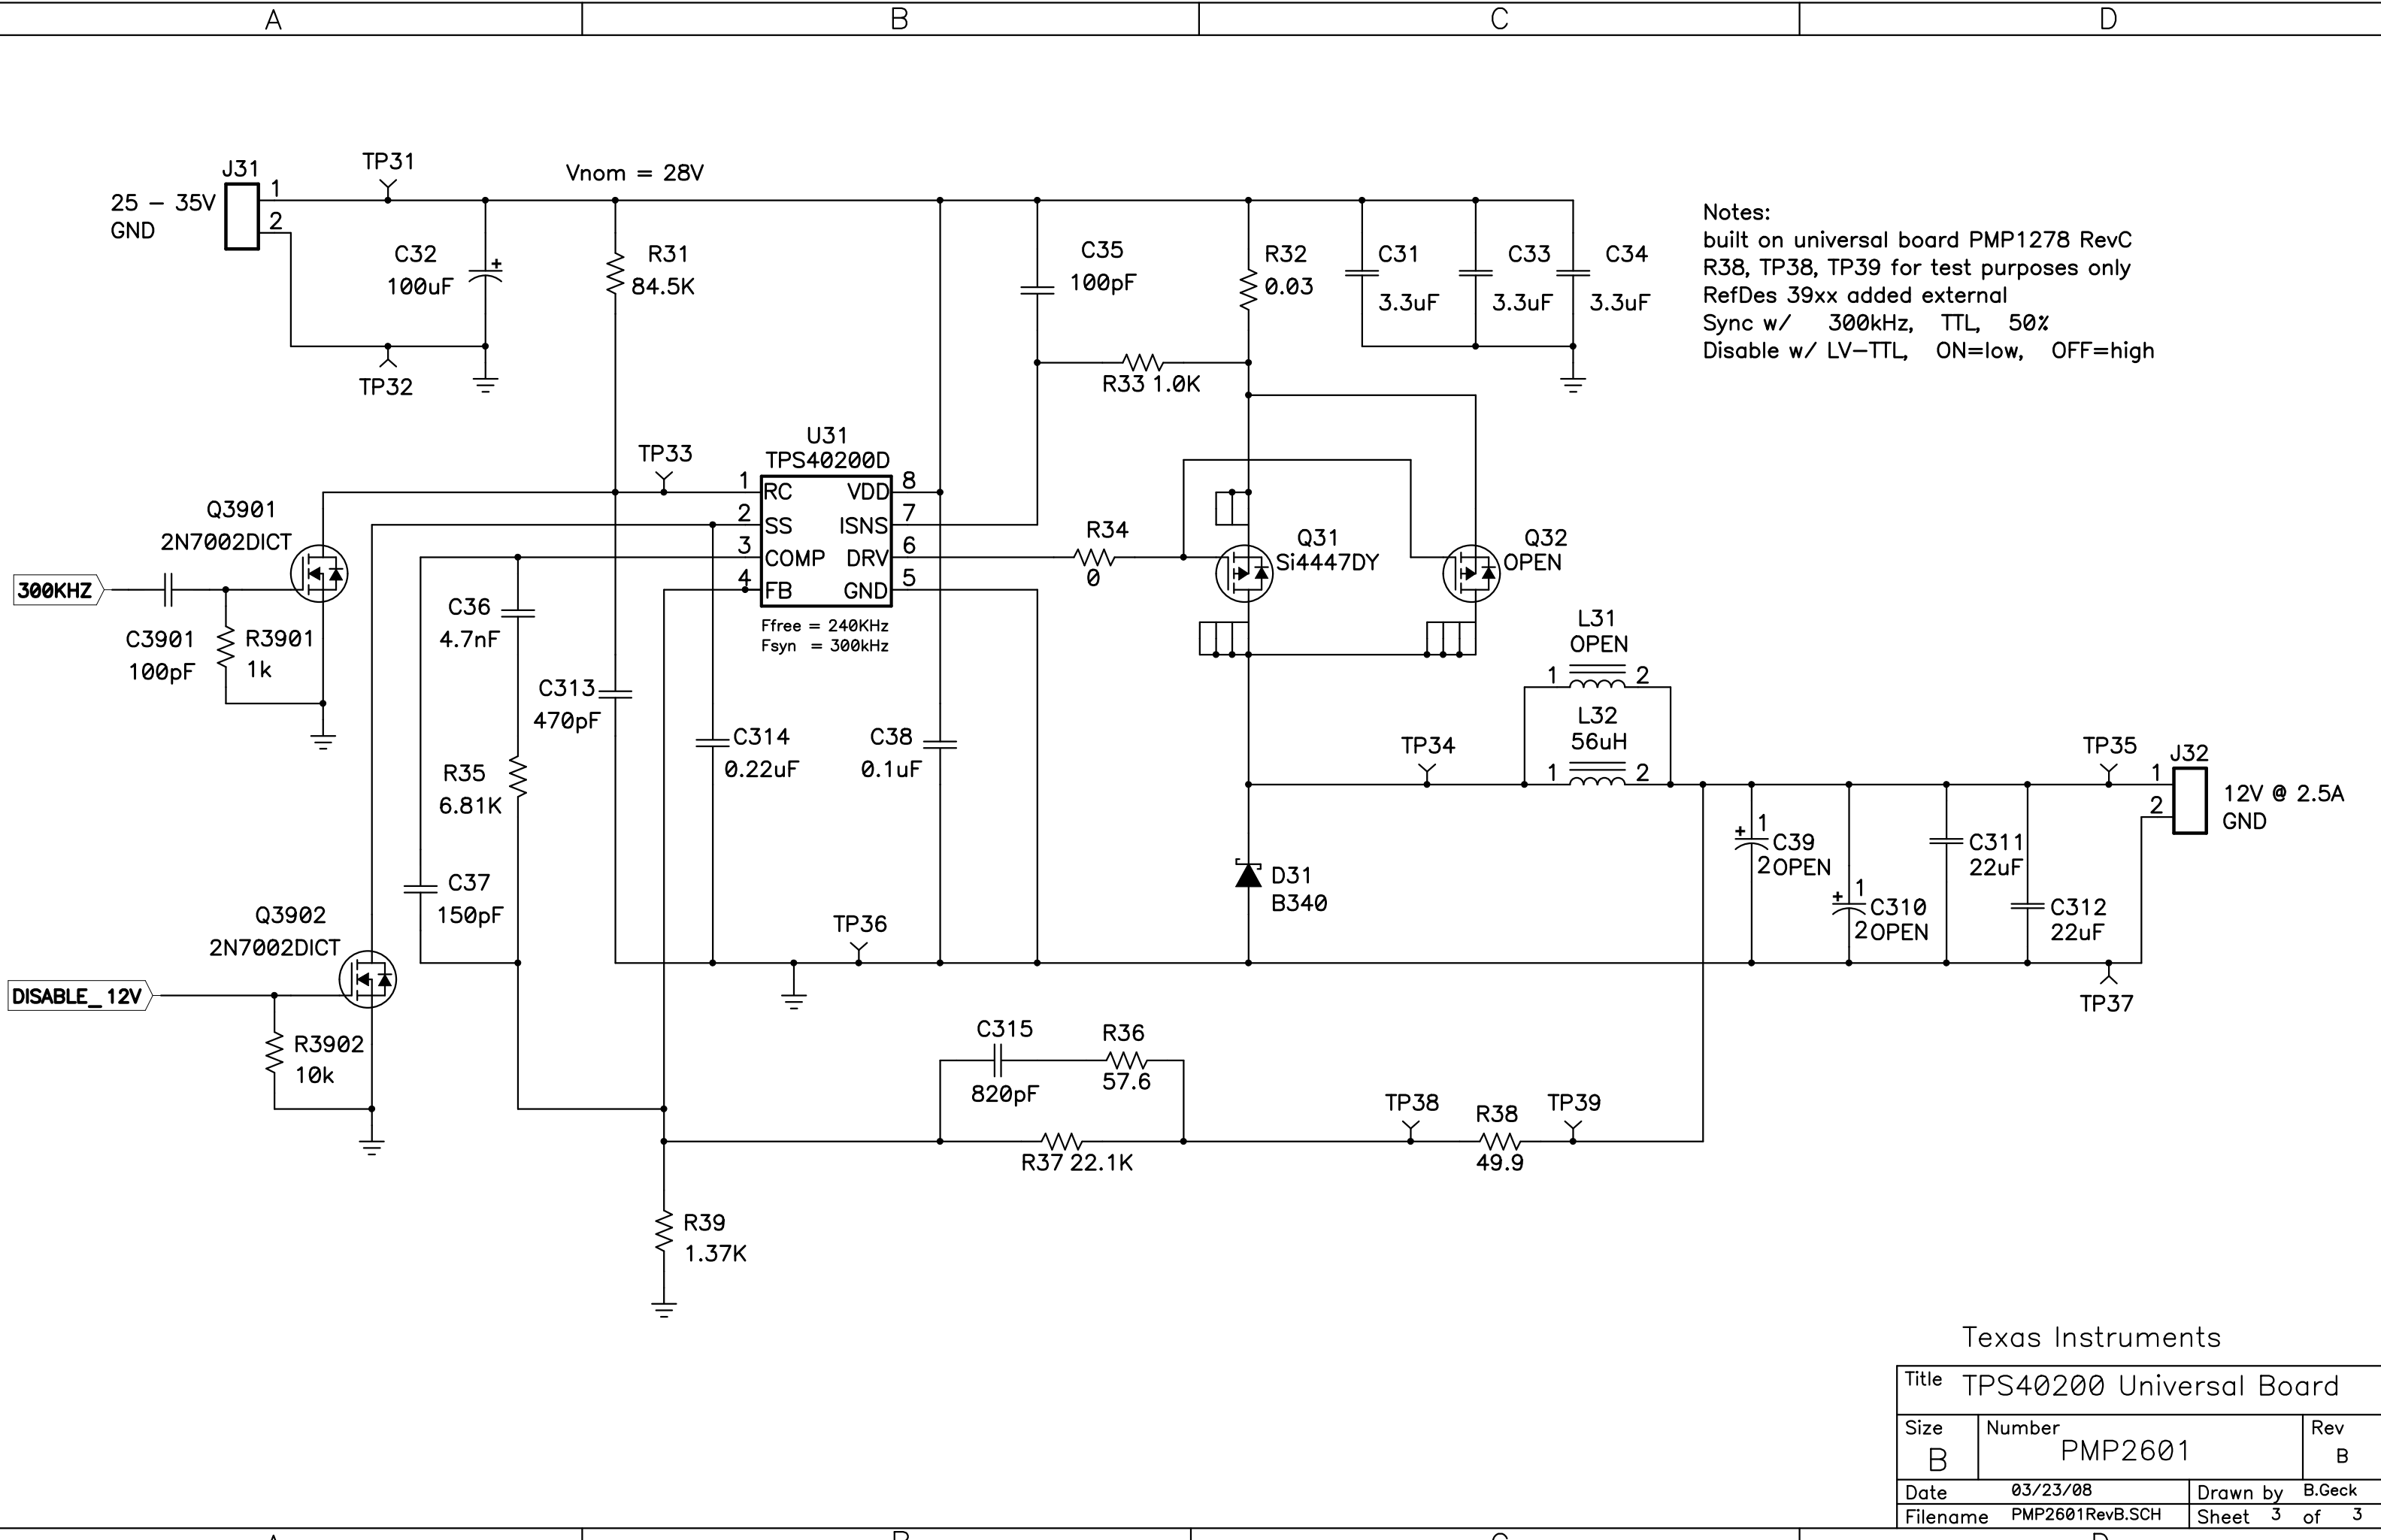 A
B
C
D
J31
1
2
25 – 35V
GND
TP31
Vnom = 28V
C32
100uF
TP32
R31
84.5K
C35
100pF
R32
0.03
C31
3.3uF
C33
3.3uF
C34
3.3uF
R33 1.0K
Notes:
built on universal board PMP1278 RevC
R38, TP38, TP39 for test purposes only
RefDes 39xx added external
Sync w/ 300kHz, TTL, 50%
Disable w/ LV–TTL, ON=low, OFF=high
TP33
U31
TPS40200D
1 RC VDD 8
2 SS ISNS 7
3 COMP DRV 6
4 FB GND 5
Ffree = 240KHz
Fsyn = 300kHz
Q3901
2N7002DICT
300KHZ
C3901
100pF
R3901
1k
C36
4.7nF
R34
0
Q31
Si4447DY
Q32
OPEN
C313
470pF
C314
0.22uF
C38
0.1uF
L31
OPEN
1 2
L32
56uH
1 2
TP34
TP35
J32
1
2
12V @ 2.5A
GND
R35
6.81K
C37
150pF
D31
B340
1
C39
2 OPEN
1
C310
2 OPEN
C311
22uF
C312
22uF
Q3902
2N7002DICT
TP36
TP37
DISABLE_12V
R3902
10k
C315
820pF
R36
57.6
R37 22.1K
TP38
R38
49.9
TP39
R39
1.37K
Texas Instruments
Title TPS40200 Universal Board
Size
B
Number
PMP2601
Rev
B
Date 03/23/08
Drawn by B.Geck
Filename PMP2601RevB.SCH
Sheet 3 of 3
A
B
C
D